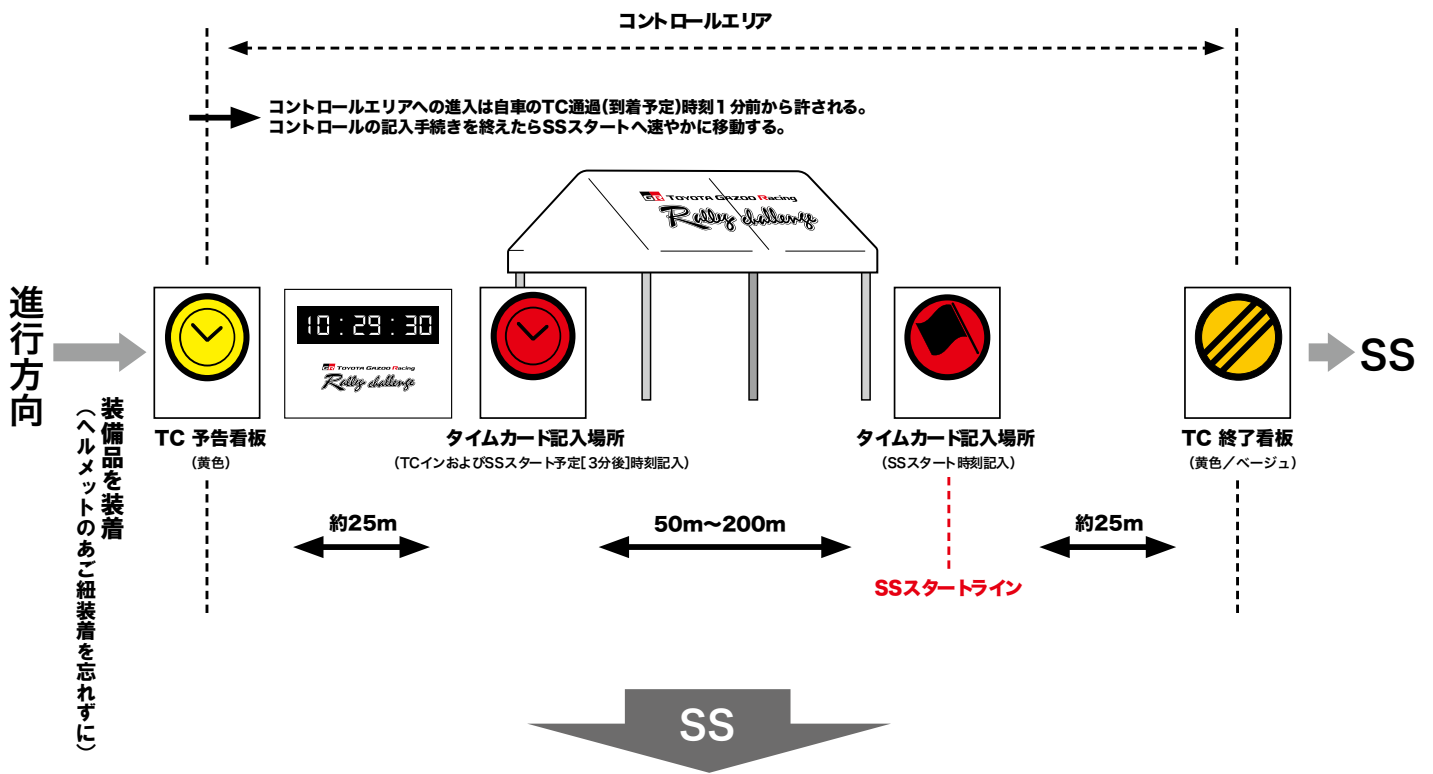 コントロールエリア
コントロールエリアへの進入は自車のTC通過(到着予定)時刻1分前から許される。
コントロールの記入手続きを終えたらSSスタートへ速やかに移動する。
GR TOYOTA GAZOO Racing
Rally challenge
進行方向
10:29:30
GR TOYOTA GAZOO Racing
Rally challenge
SS
装備品を装着
(ヘルメットのあご紐装着を忘れずに)
TC 予告看板
(黄色)
タイムカード記入場所
(TCインおよびSSスタート予定[3分後]時刻記入)
タイムカード記入場所
(SSスタート時刻記入)
TC 終了看板
(黄色/ベージュ)
約25m
50m〜200m
約25m
SSスタートライン
SS